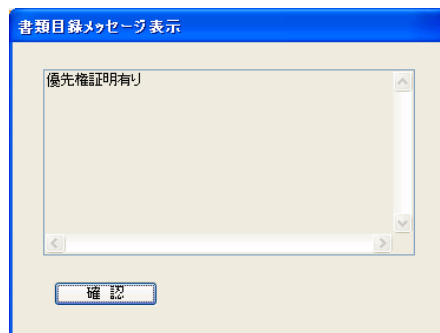 書類目録メッセージ表示
優先権証明有り
確認